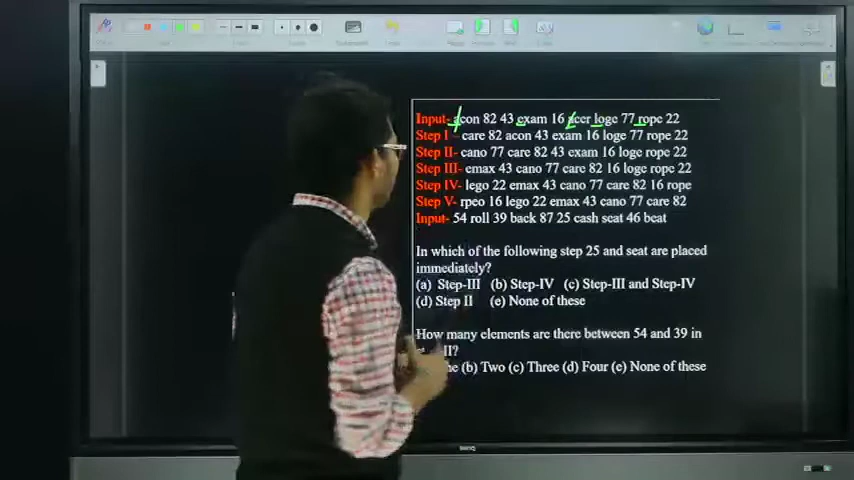 Input- acon 82 43 exam 16 acer loge 77 rope 22
Step I - care 82 acon 43 exam 16 loge 77 rope 22
Step II- cano 77 care 82 43 exam 16 loge rope 22
Step III- emax 43 cano 77 care 82 16 loge rope 22
Step IV- lego 22 emax 43 cano 77 care 82 16 rope
Step V- rpeo 16 lego 22 emax 43 cano 77 care 82
Input- 54 roll 39 back 87 25 cash seat 46 beat
In which of the following step 25 and seat are placed
immediately?
(a) Step-III (b) Step-IV (c) Step-III and Step-IV
(d) Step II (e) None of these
How many elements are there between 54 and 39 in
II?
(b) Two (c) Three (d) Four (e) None of these